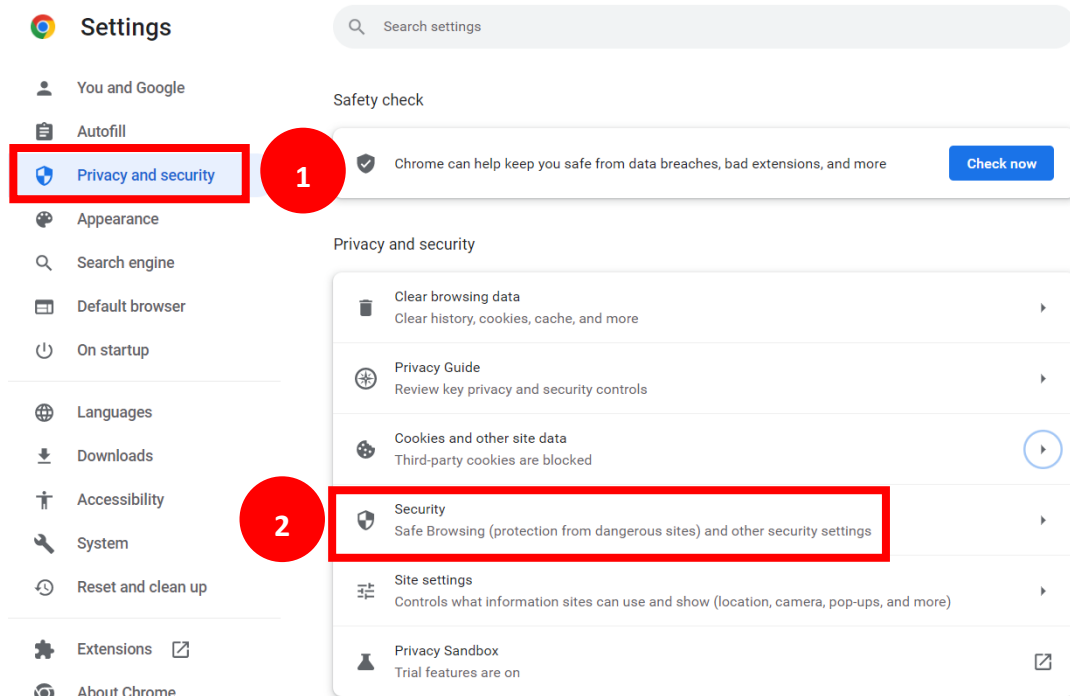 Settings
Search settings
You and Google
Autofill
Privacy and security
Appearance
Search engine
Default browser
On startup
Languages
Downloads
Accessibility
System
Reset and clean up
Extensions
About Chrome
1
2
Safety check
Chrome can help keep you safe from data breaches, bad extensions, and more
Check now
Privacy and security
Clear browsing data
Clear history, cookies, cache, and more
Privacy Guide
Review key privacy and security controls
Cookies and other site data
Third-party cookies are blocked
Security
Safe Browsing (protection from dangerous sites) and other security settings
Site settings
Controls what information sites can use and show (location, camera, pop-ups, and more)
Privacy Sandbox
Trial features are on